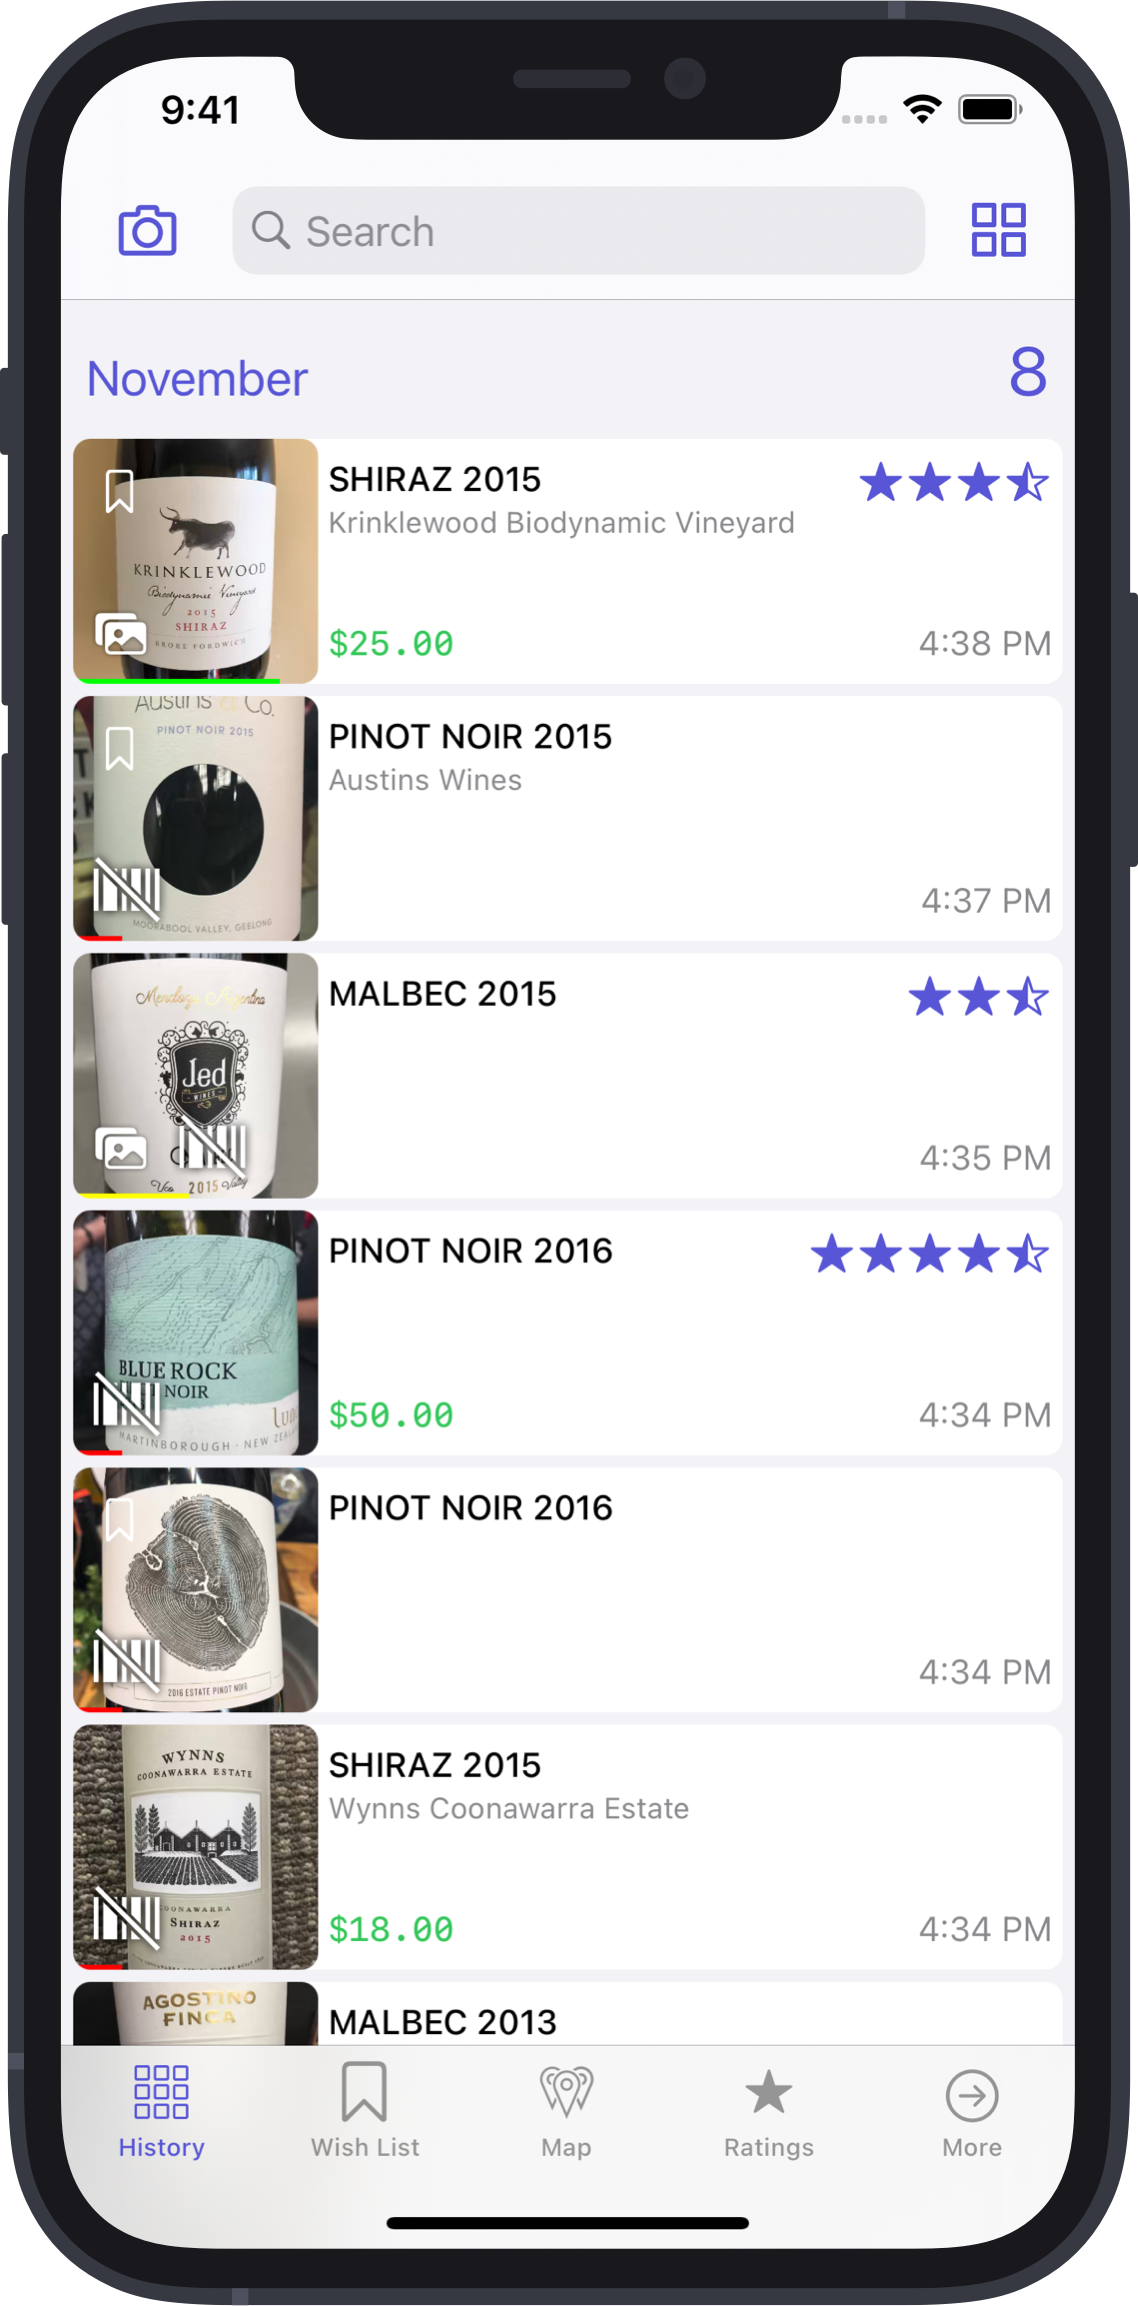 9:41
Search
November
8
SHIRAZ 2015
Krinklewood Biodynamic Vineyard
KRINKLEWOOD
Biodynamic Vineyard
2015
SHIRAZ
BROKE FORDWICH
$25.00
4:38 PM
Austins & Co.
PINOT NOIR 2015
MOORABOOL VALLEY, GEELONG
PINOT NOIR 2015
Austins Wines
4:37 PM
Mendoza Argentina
Jed
WINES
Uco
2015
Valley
MALBEC 2015
4:35 PM
BLUE ROCK
NOIR
MARTINBOROUGH - NEW
PINOT NOIR 2016
$50.00
4:34 PM
2016 ESTATE PINOT NOIR
PINOT NOIR 2016
4:34 PM
WYNNS
COONAWARRA ESTATE
COONAWARRA
SHIRAZ
2015
SHIRAZ 2015
Wynns Coonawarra Estate
$18.00
4:34 PM
AGOSTINO
FINCA
MALBEC 2013
History
Wish List
Map
Ratings
More